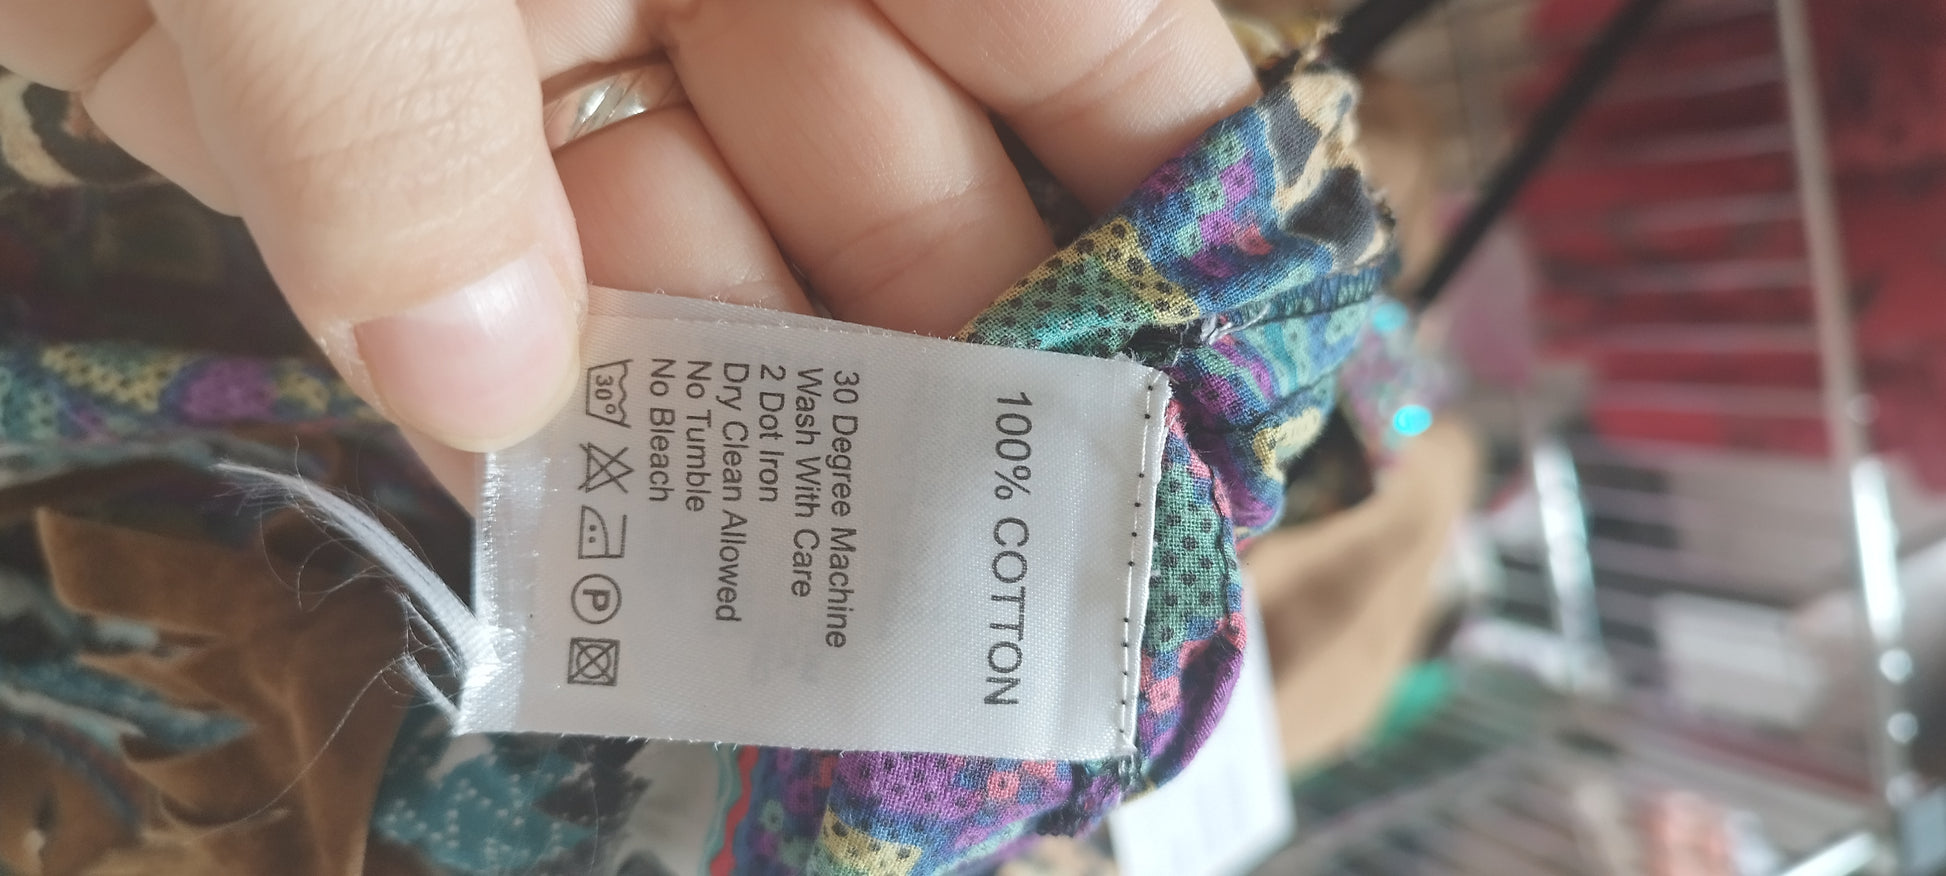 100% COTTON
30 Degree Machine
Wash With Care
2 Dot Iron
Dry Clean Allowed
No Tumble
No Bleach
30° P